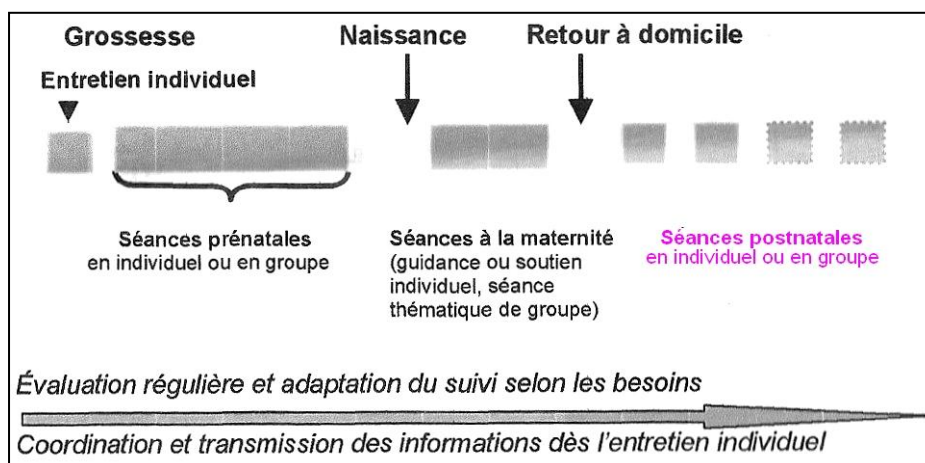 Grossesse
Naissance
Retour à domicile
Entretien individuel
Séances prénatales
en individuel ou en groupe
Séances à la maternité
(guidance ou soutien
individuel, séance
thématique de groupe)
Séances postnatales
en individuel ou en groupe
Évaluation régulière et adaptation du suivi selon les besoins
Coordination et transmission des informations dès l'entretien individuel